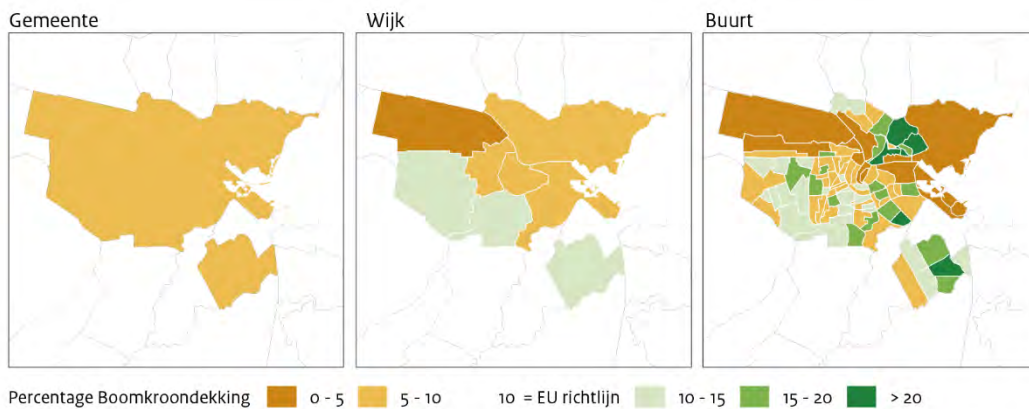 Gemeente
Wijk
Buurt
Percentage Boomkroondekking 0 - 5 5 - 10 10 = EU richtlijn 10 - 15 15 - 20 > 20